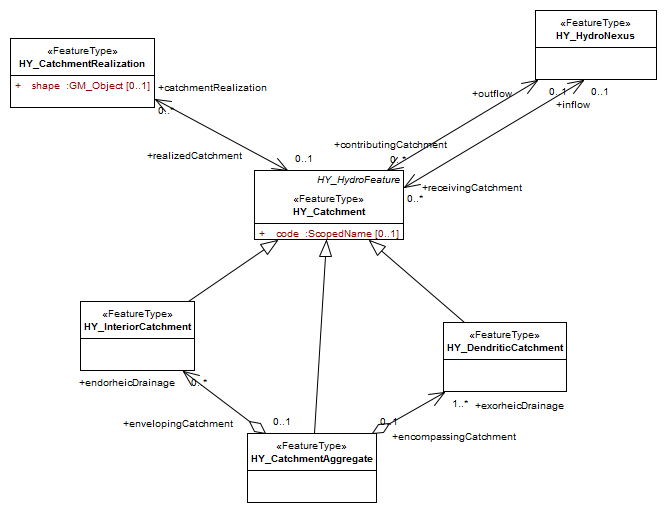 «FeatureType»
HY_HydroNexus
«FeatureType»
HY_CatchmentRealization
+ shape :GM_Object [0..1]
+catchmentRealization
0..*
+outflow
0..1
0..1
+inflow
+realizedCatchment
0..1
+contributingCatchment
0..*
HY_HydroFeature
«FeatureType»
HY_Catchment
+ code :ScopedName [0..1]
+receivingCatchment
0..*
«FeatureType»
HY_InteriorCatchment
«FeatureType»
HY_DendriticCatchment
+endorheicDrainage
0..*
1..*
+exorheicDrainage
+envelopingCatchment
0..1
0..1
+encompassingCatchment
«FeatureType»
HY_CatchmentAggregate